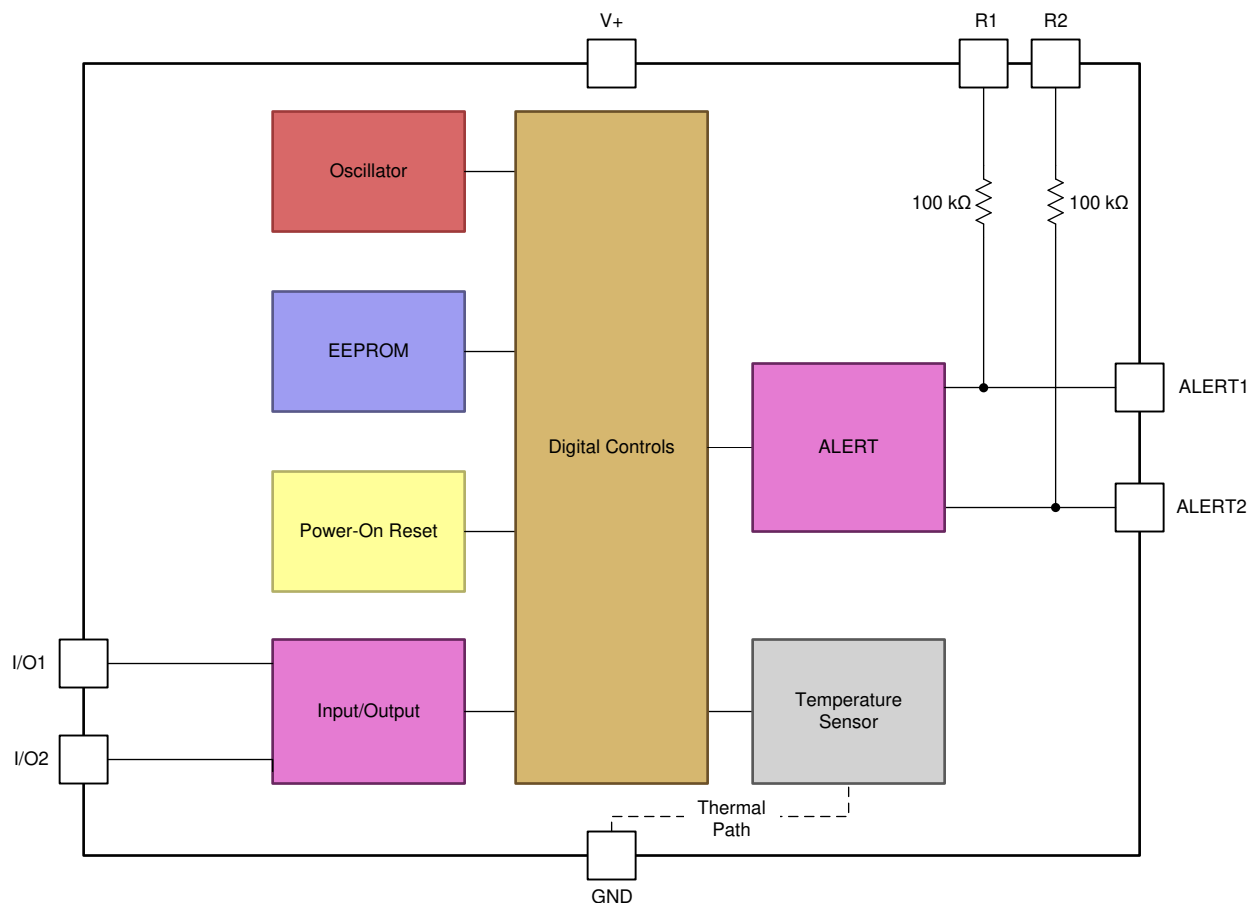 V+
R1
R2
Oscillator
100 kΩ
100 kΩ
EEPROM
ALERT1
Digital Controls
ALERT
ALERT2
Power-On Reset
I/O1
Input/Output
Temperature
Sensor
I/O2
Thermal
Path
GND